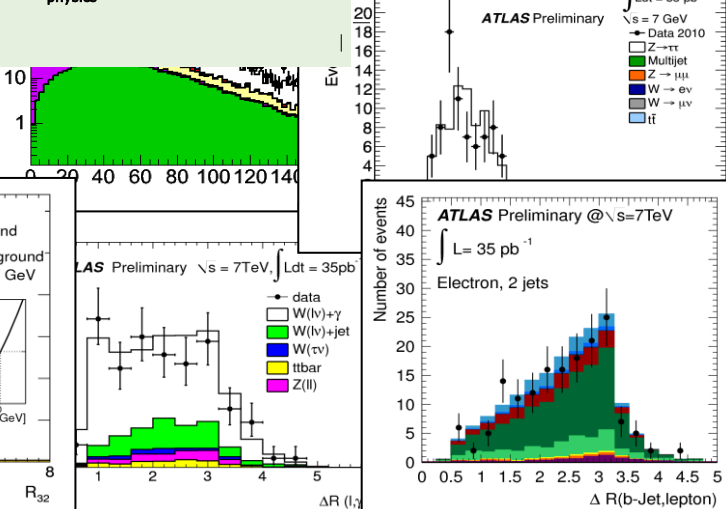 physics
10
1
0 20 40 60 80 100 120
20
18
16
14
12
10
8
6
4
ATLAS Preliminary
√s = 7 GeV
Data 2010
Z→ττ
Multijet
Z → μμ
W → eν
W → μν
tt̄
nd
ground
GeV
GeV]
8
R32
LAS Preliminary √s = 7TeV, ∫Ldt = 35pb⁻¹
data
W(lν)+γ
W(lν)+jet
W(τν)
ttbar
Z(ll)
1 2 3 4 5
Δ R (l,γ
Number of events
45
40
35
30
25
20
15
10
5
0
ATLAS Preliminary @√s=7TeV
∫ L= 35 pb⁻¹
Electron, 2 jets
0 0.5 1 1.5 2 2.5 3 3.5 4 4.5 5
Δ R(b-Jet,lepton)